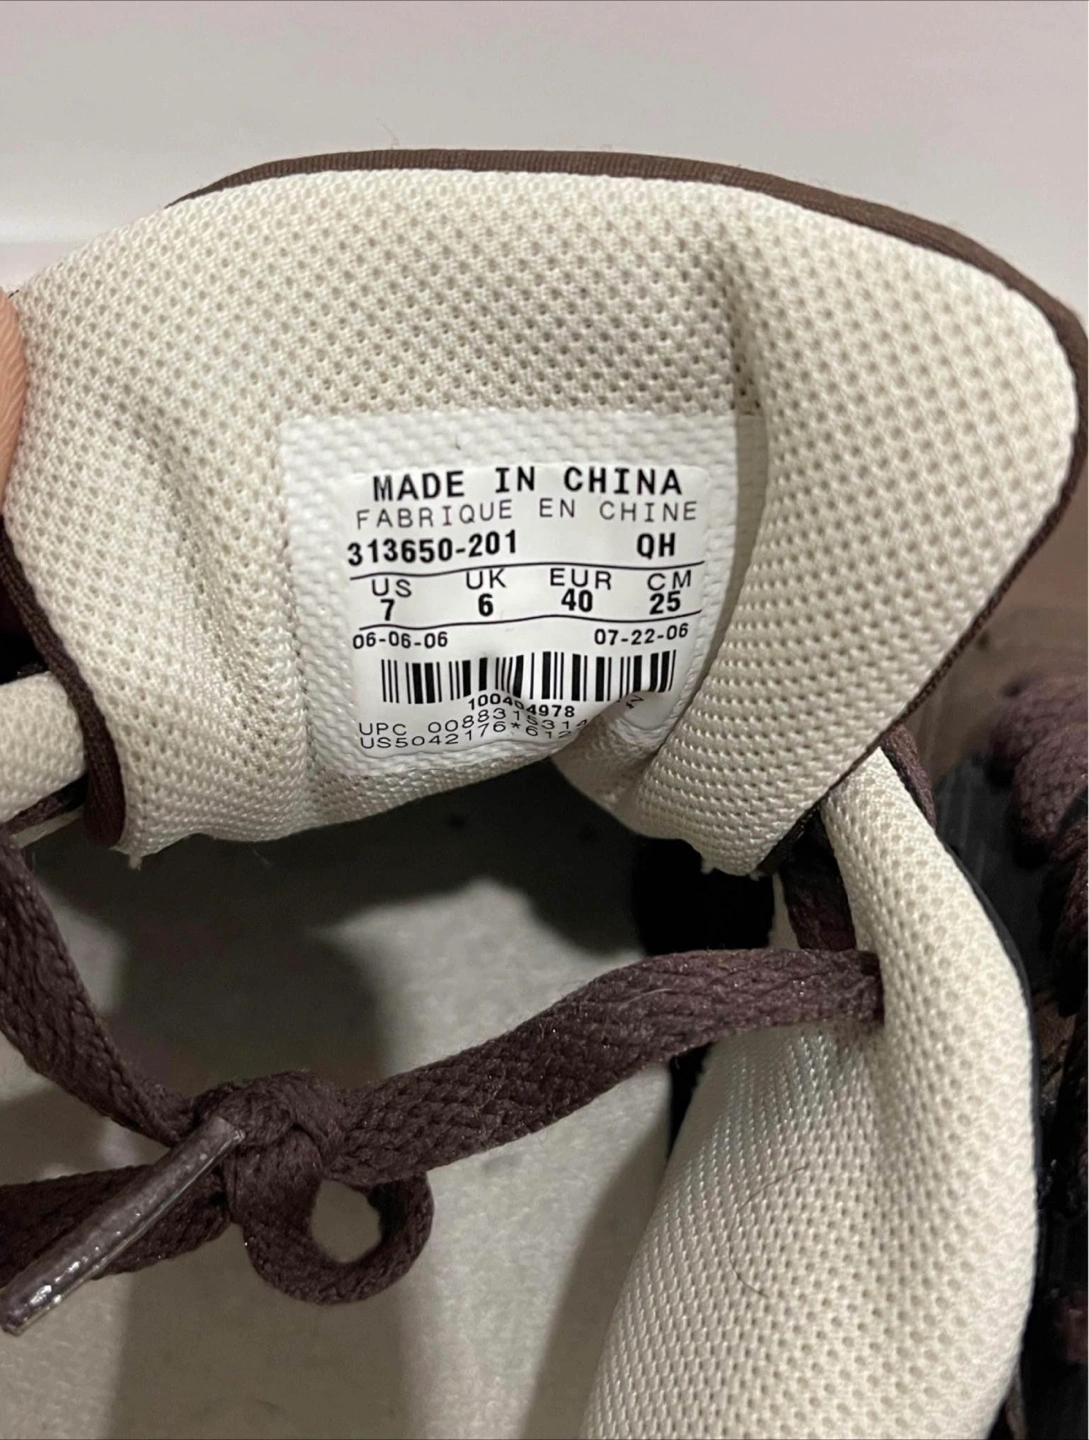 MADE IN CHINA
FABRIQUE EN CHINE
313650-201 QH
US UK EUR CM
7 6 40 25
06-06-06 07-22-06
UPC